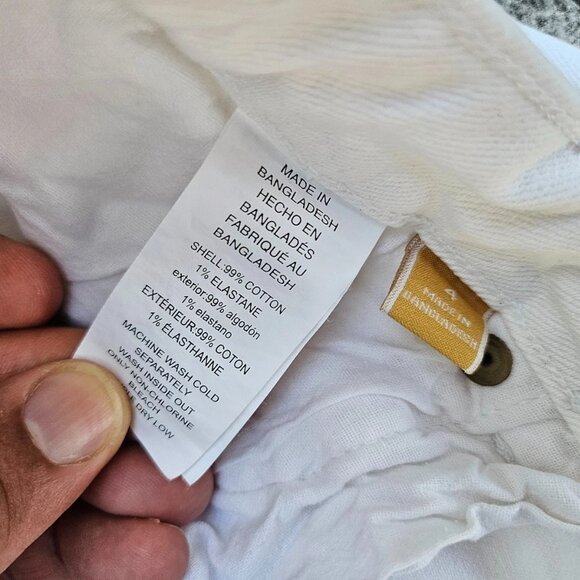 MADE IN
BANGLADESH
HECHO EN
BANGLADÉS
FABRIQUÉ AU
BANGLADESH
SHELL:99% COTTON
1% ELASTANE
exterior:99% algodón
1% elastano
EXTÉRIEUR:99% COTON
1% ÉLASTHANNE
MACHINE WASH COLD
SEPARATELY
WASH INSIDE OUT
ONLY NON-CHLORINE
BLEACH
DRY LOW
4
MADE IN
BANGLADESH